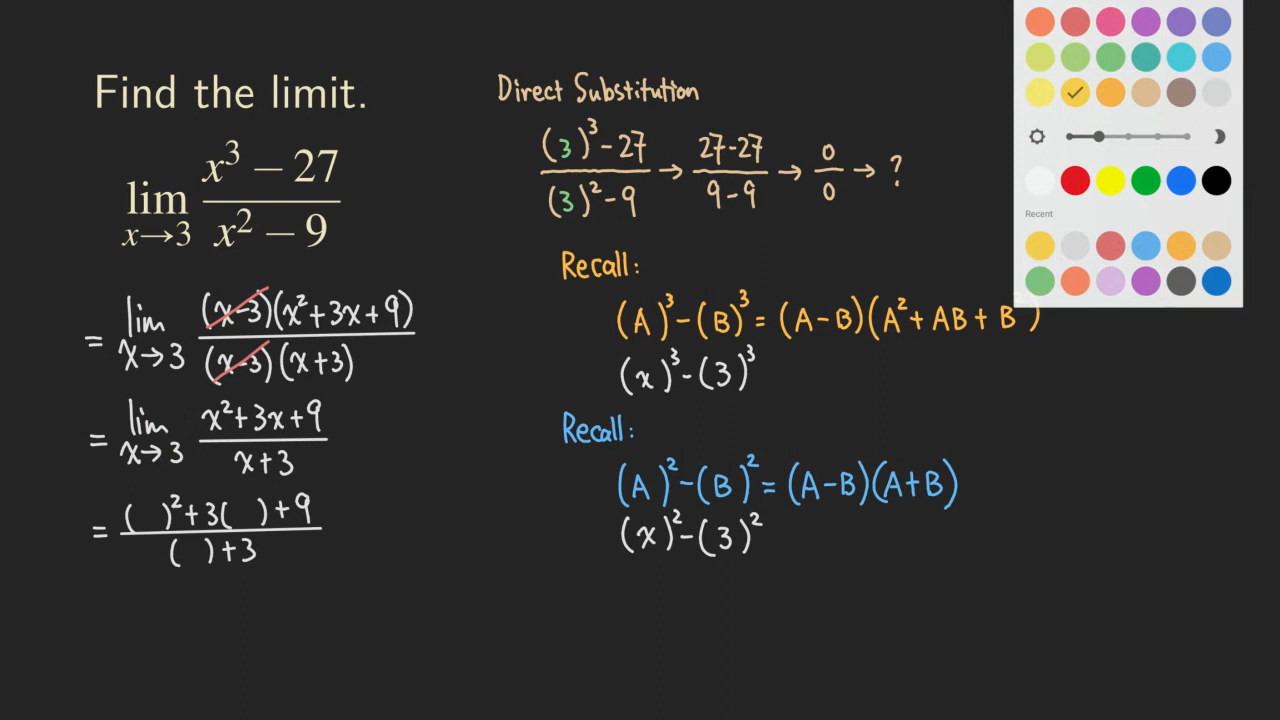 Find the limit.
lim x→3 (x³ − 27)/(x² − 9)
= lim x→3 (x-3)(x²+3x+9)/(x-3)(x+3)
= lim x→3 (x²+3x+9)/(x+3)
= (( )²+3( )+9)/(( )+3)
Direct Substitution
((3)³-27)/((3)²-9) → (27-27)/(9-9) → 0/0 → ?
Recall:
(A)³-(B)³=(A-B)(A²+AB+B²)
(x)³-(3)³
Recall:
(A)²-(B)²=(A-B)(A+B)
(x)²-(3)²
Recent